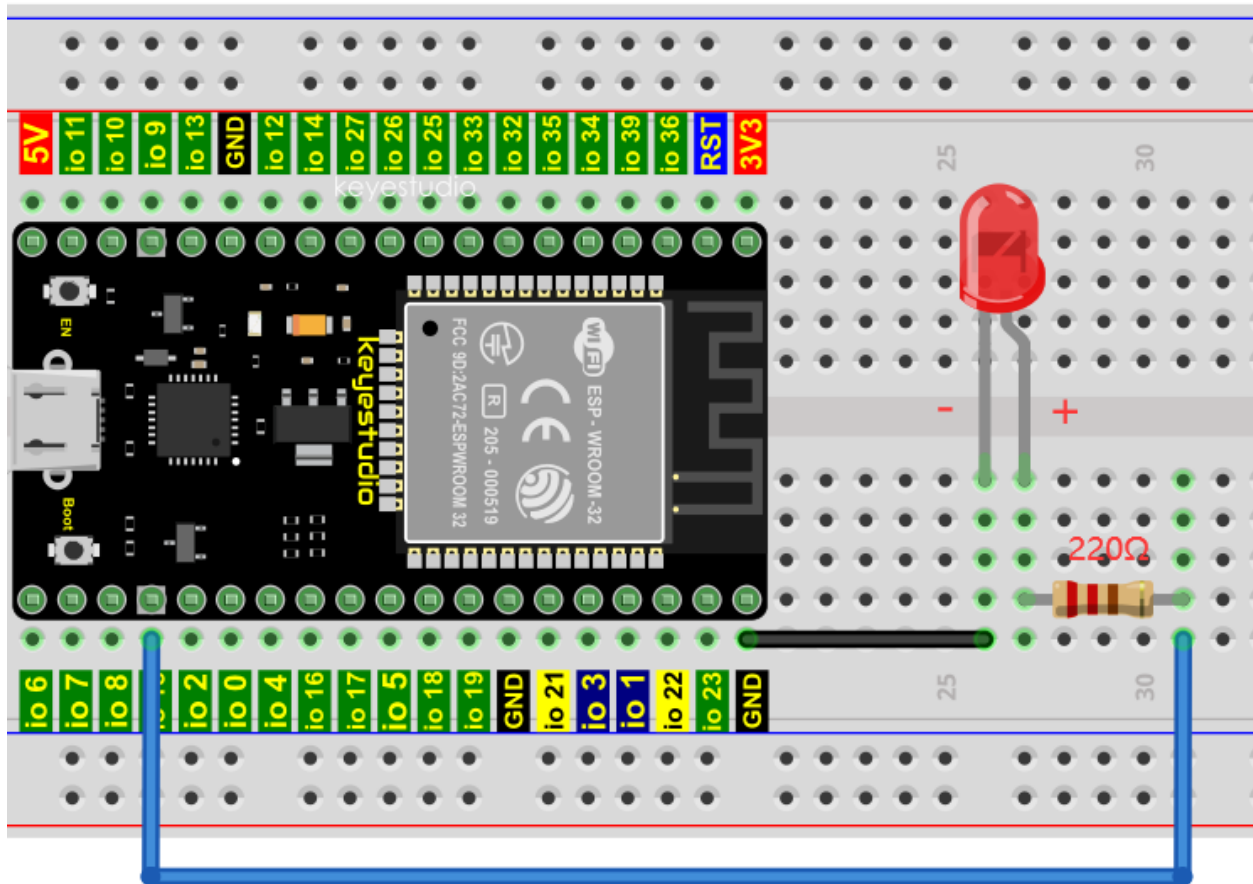 5V
io 11
io 10
io 9
io 13
GND
io 12
io 14
io 27
io 26
io 25
io 33
io 32
io 35
io 34
io 39
io 36
RST
3V3
25
30
keyestudio
EN
Boot
keyestudio
WiFi
ESP - WROOM -32
CE
R
205 - 000519
FCC 9D:2AC72-ESPWROOM 32
-
+
220Ω
io 6
io 7
io 8
io 2
io 0
io 4
io 16
io 17
io 5
io 18
io 19
GND
io 21
io 3
io 1
io 22
io 23
GND
25
30